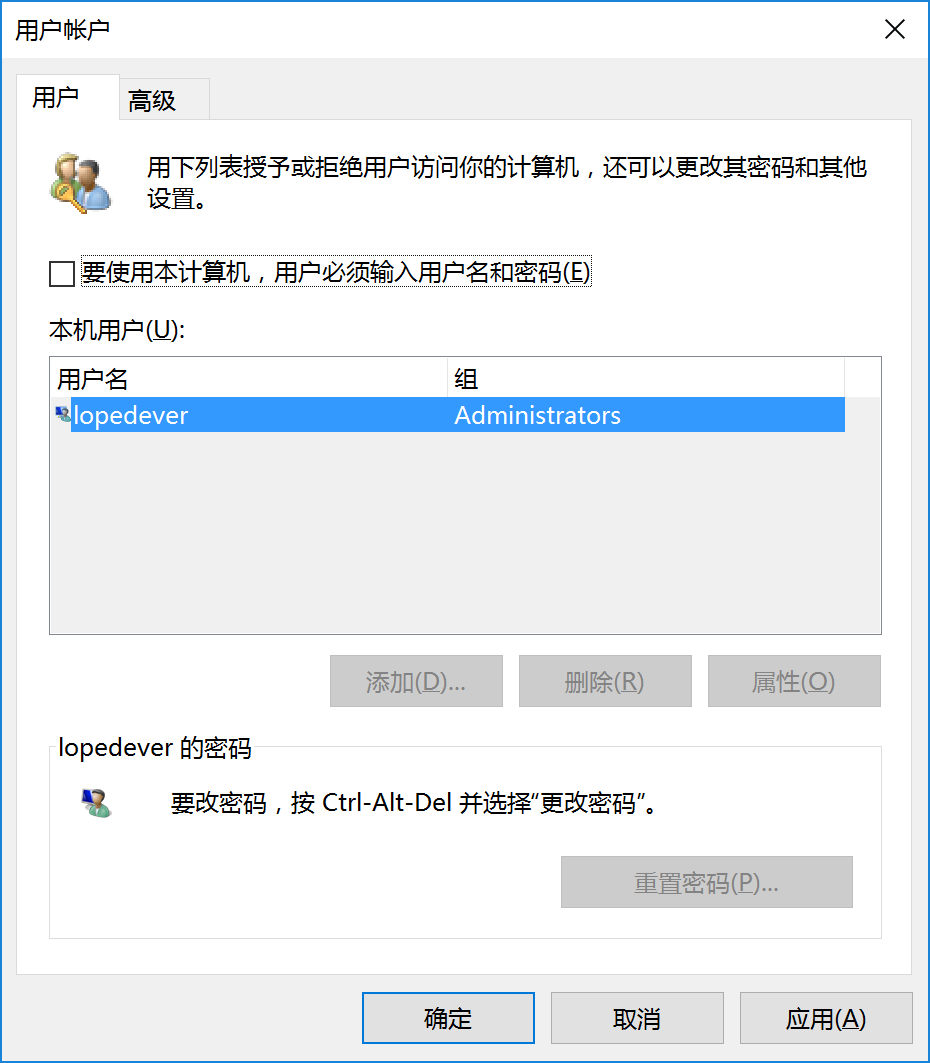 用户帐户
用户
高级
用下列表授予或拒绝用户访问你的计算机，还可以更改其密码和其他
设置。
要使用本计算机，用户必须输入用户名和密码(E)
本机用户(U):
用户名 组
lopedever Administrators
添加(D)... 删除(R) 属性(O)
lopedever 的密码
要改密码，按 Ctrl-Alt-Del 并选择“更改密码”。
重置密码(P)...
确定 取消 应用(A)